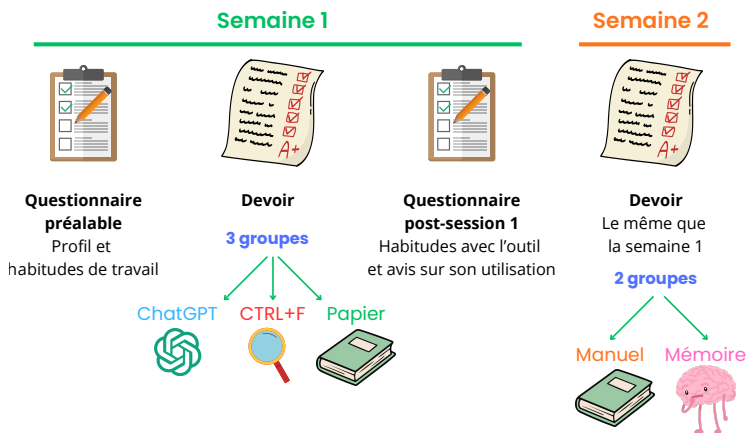 Semaine 1
Semaine 2
A+
A+
Questionnaire
préalable
Profil et
habitudes de travail
Devoir
3 groupes
ChatGPT
CTRL+F
Papier
Questionnaire
post-session 1
Habitudes avec l'outil
et avis sur son utilisation
Devoir
Le même que
la semaine 1
2 groupes
Manuel
Mémoire